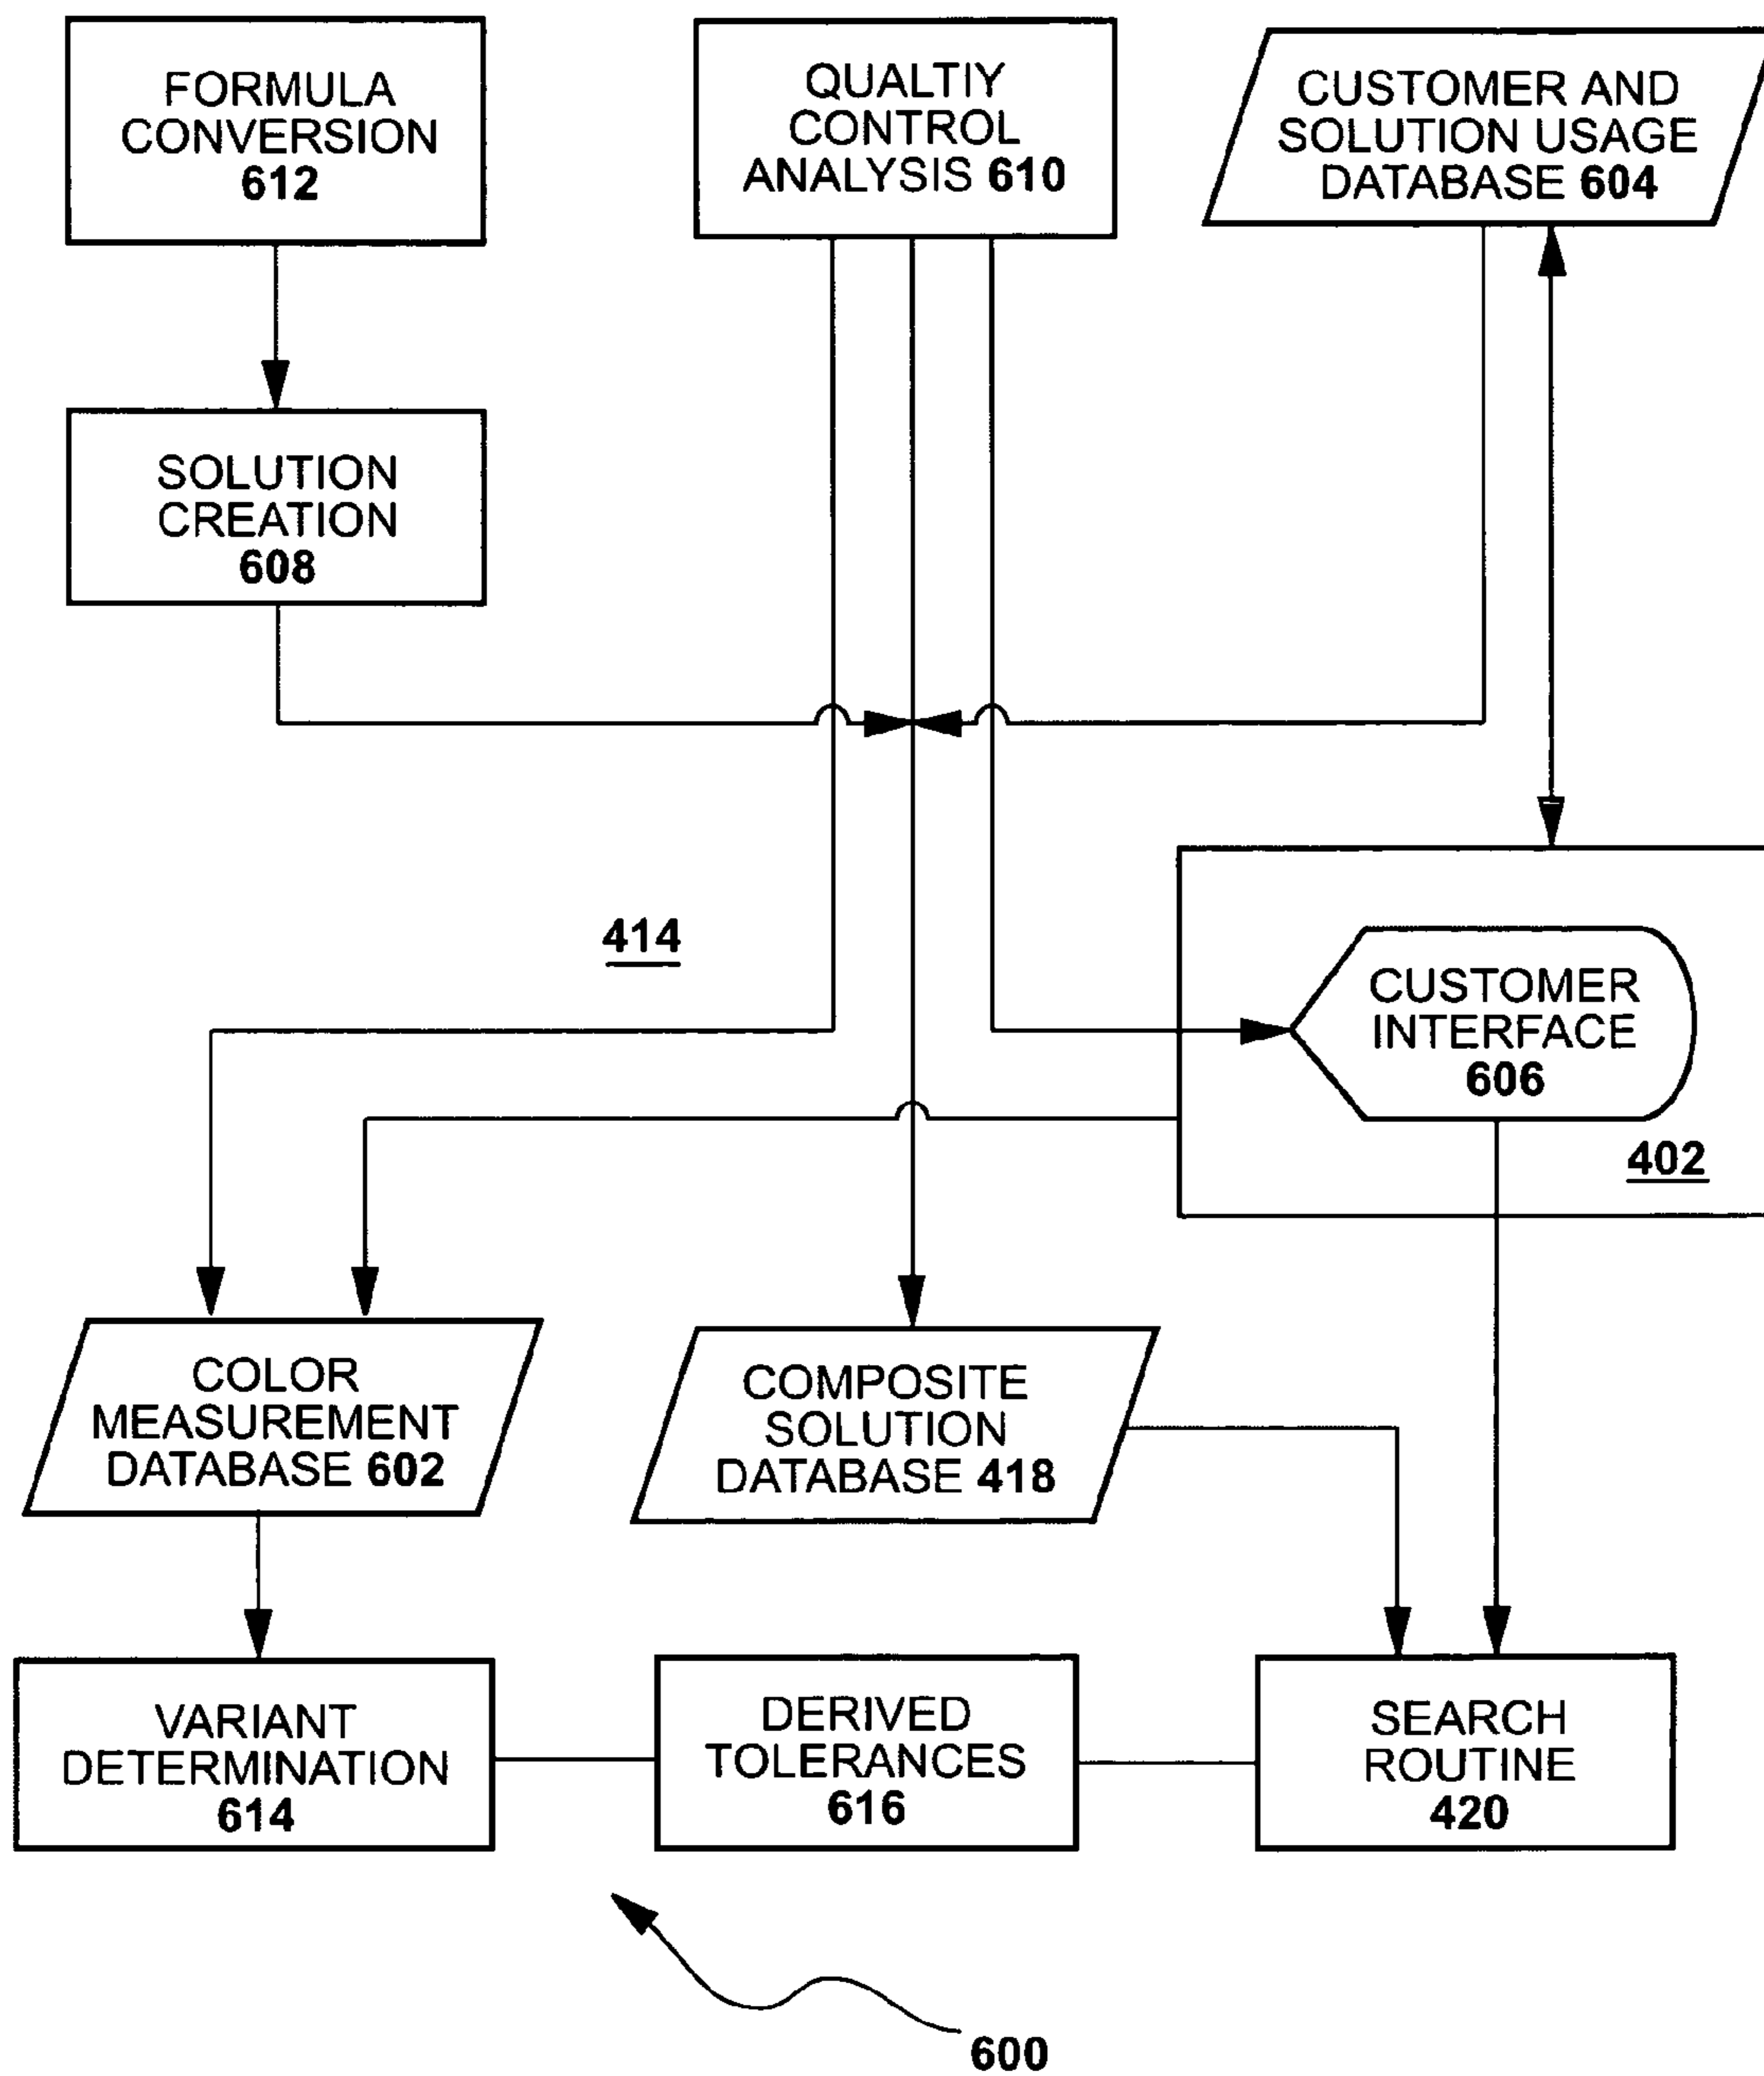 FORMULA
CONVERSION
612
QUALTIY
CONTROL
ANALYSIS 610
CUSTOMER AND
SOLUTION USAGE
DATABASE 604
SOLUTION
CREATION
608
414
CUSTOMER
INTERFACE
606
402
COLOR
MEASUREMENT
DATABASE 602
COMPOSITE
SOLUTION
DATABASE 418
VARIANT
DETERMINATION
614
DERIVED
TOLERANCES
616
SEARCH
ROUTINE
420
600